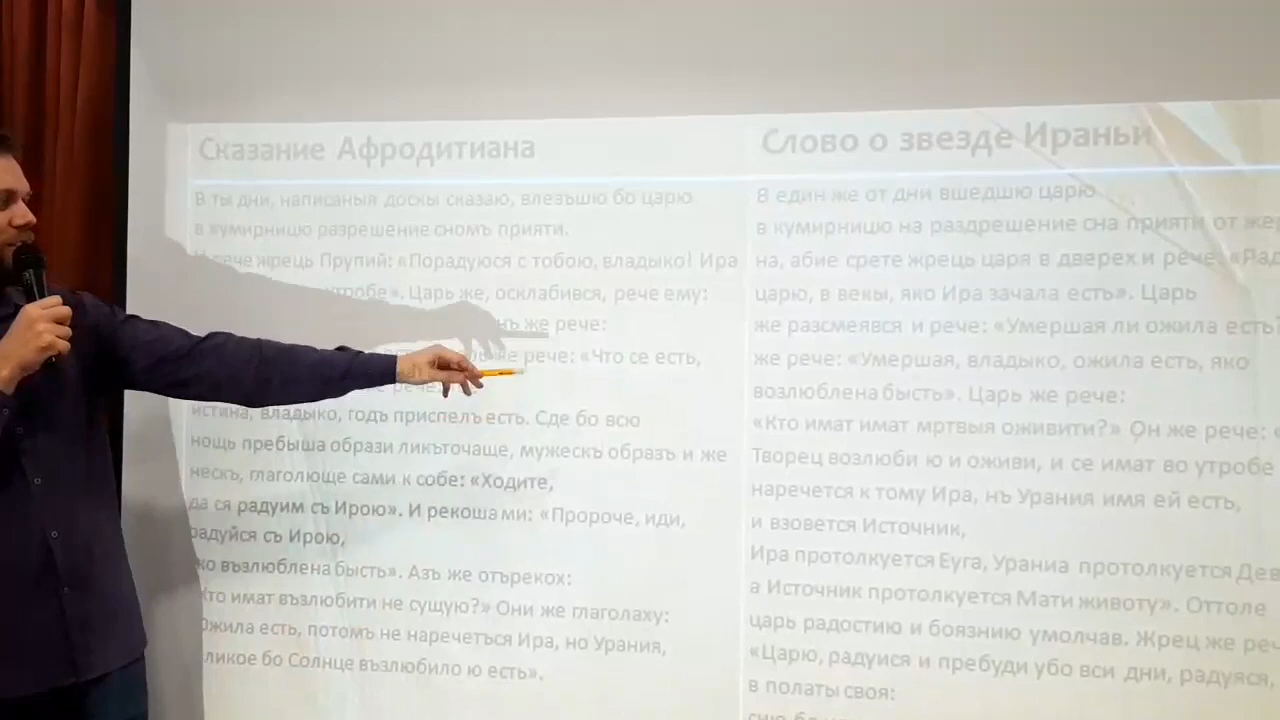 Сказание Афродитиана
В ты дни, написаныя доскы сказаю, влезъшю бо царю
в кумирницю разрешение сномъ прияти.
рече жрець Прупий: «Порадуюся с тобою, владыко! Ира
утробе». Царь же, осклабився, рече ему:
же рече:
же рече: «Что се есть,
рече:
истина, владыко, годъ приспелъ есть. Сде бо всю
нощь пребыша образи ликъточаще, мужескъ образъ и же
нескъ, глаголюще сами к собе: «Ходите,
да ся радуим съ Ирою». И рекоша ми: «Пророче, иди,
радуйся съ Ирою,
ко възлюблена бысть». Азъ же отърекох:
Кто имат възлюбити не сущую?» Они же глаголаху:
Ожила есть, потомъ не наречеться Ира, но Урания,
ликое бо Солнце възлюбило ю есть».
Слово о звезде Ираньи
В един же от дни вшедшю царю
в кумирницю на раздрешение сна прияти от же
на, абие срете жрець царя в дверех и рече: «Рад
царю, в векы, яко Ира зачала есть». Царь
же разсмеявся и рече: «Умершая ли ожила есть?
же рече: «Умершая, владыко, ожила есть, яко
возлюблена бысть». Царь же рече:
«Кто имат имат мртвыя оживити?» Он же рече: «
Творец возлюби ю и оживи, и се имат во утробе
наречется к тому Ира, нъ Урания имя ей есть,
и взовется Источник,
Ира протолкуется Еуга, Ураниа протолкуется Дев
а Источник протолкуется Мати животу». Оттоле
царь радостию и боязнию умолчав. Жрец же реч
«Царю, радуися и пребуди убо вси дни, радуяся,
в полаты своя: